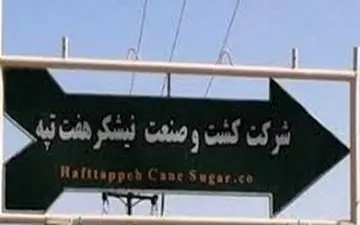 شرکت کشت و صنعت نیشکر هفت تپه
Hafttappeh Cane Sugar.co